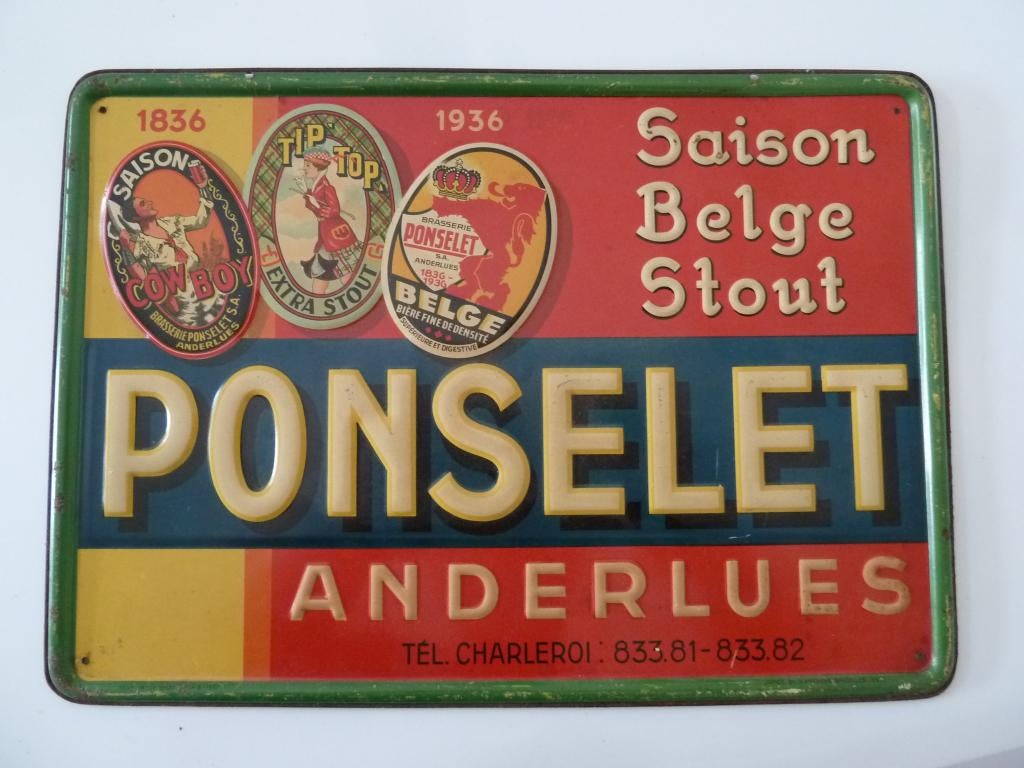 1836
1936
SAISON
COW BOY
BRASSERIE PONSELET S.A.
ANDERLUES
TIP TOP
EXTRA STOUT
BRASSERIE
PONSELET
S.A.
ANDERLUES
1836-
1936
BELGE
BIÈRE FINE DE DENSITÉ
SUPÉRIEURE ET DIGESTIVE
Saison
Belge
Stout
PONSELET
ANDERLUES
TÉL. CHARLEROI : 833.81-833.82